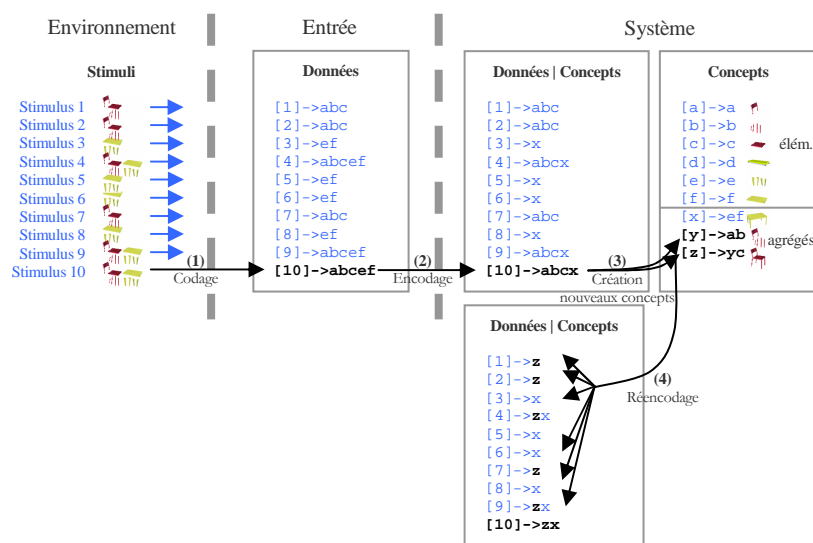 Environnement
Entrée
Système
Stimuli
Stimulus 1
Stimulus 2
Stimulus 3
Stimulus 4
Stimulus 5
Stimulus 6
Stimulus 7
Stimulus 8
Stimulus 9
Stimulus 10
(1)
Codage
Données
[1]->abc
[2]->abc
[3]->ef
[4]->abcef
[5]->ef
[6]->ef
[7]->abc
[8]->ef
[9]->abcef
[10]->abcef
(2)
Encodage
Données | Concepts
[1]->abc
[2]->abc
[3]->x
[4]->abcx
[5]->x
[6]->x
[7]->abc
[8]->x
[9]->abcx
[10]->abcx
(3)
Création
nouveaux concepts
Concepts
[a]->a
[b]->b
[c]->c
[d]->d
[e]->e
[f]->f
élém.
[x]->ef
[y]->ab
[z]->yc
agrégés
Données | Concepts
[1]->z
[2]->z
[3]->x
[4]->zx
[5]->x
[6]->x
[7]->z
[8]->x
[9]->zx
[10]->zx
(4)
Réencodage